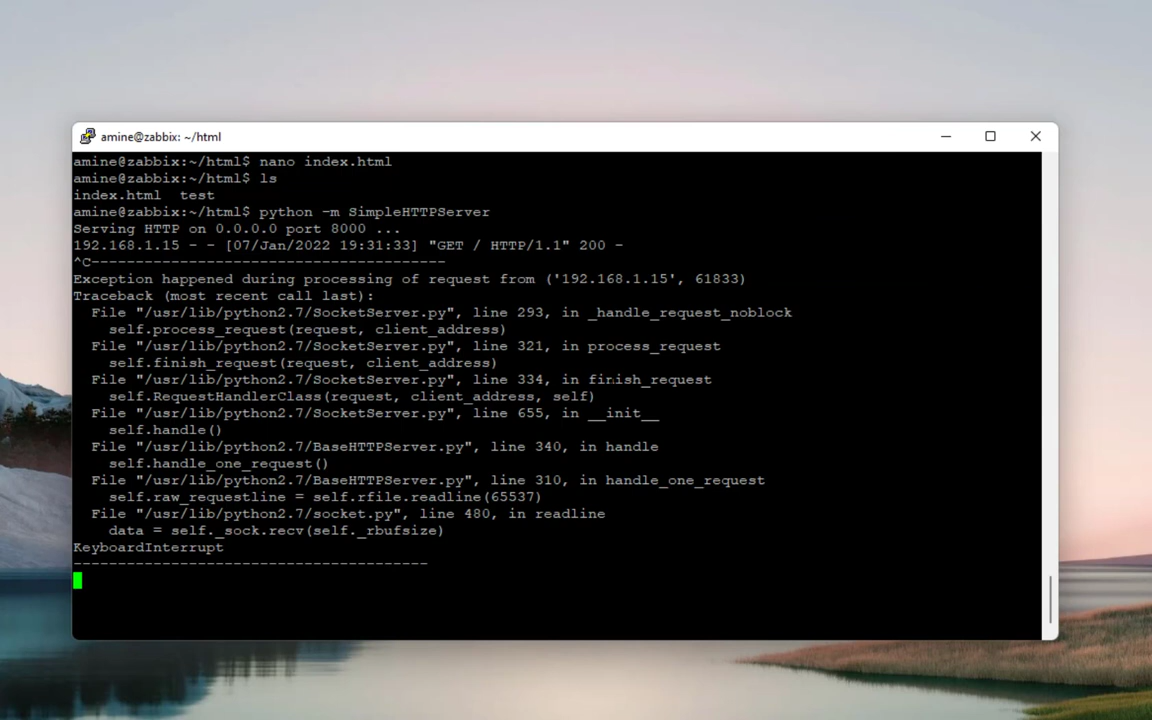 amine@zabbix: ~/html
amine@zabbix:~/html$ nano index.html
amine@zabbix:~/html$ ls
index.html  test
amine@zabbix:~/html$ python -m SimpleHTTPServer
Serving HTTP on 0.0.0.0 port 8000 ...
192.168.1.15 - - [07/Jan/2022 19:31:33] "GET / HTTP/1.1" 200 -
^C----------------------------------------
Exception happened during processing of request from ('192.168.1.15', 61833)
Traceback (most recent call last):
  File "/usr/lib/python2.7/SocketServer.py", line 293, in _handle_request_noblock
    self.process_request(request, client_address)
  File "/usr/lib/python2.7/SocketServer.py", line 321, in process_request
    self.finish_request(request, client_address)
  File "/usr/lib/python2.7/SocketServer.py", line 334, in finish_request
    self.RequestHandlerClass(request, client_address, self)
  File "/usr/lib/python2.7/SocketServer.py", line 655, in __init__
    self.handle()
  File "/usr/lib/python2.7/BaseHTTPServer.py", line 340, in handle
    self.handle_one_request()
  File "/usr/lib/python2.7/BaseHTTPServer.py", line 310, in handle_one_request
    self.raw_requestline = self.rfile.readline(65537)
  File "/usr/lib/python2.7/socket.py", line 480, in readline
    data = self._sock.recv(self._rbufsize)
KeyboardInterrupt
----------------------------------------